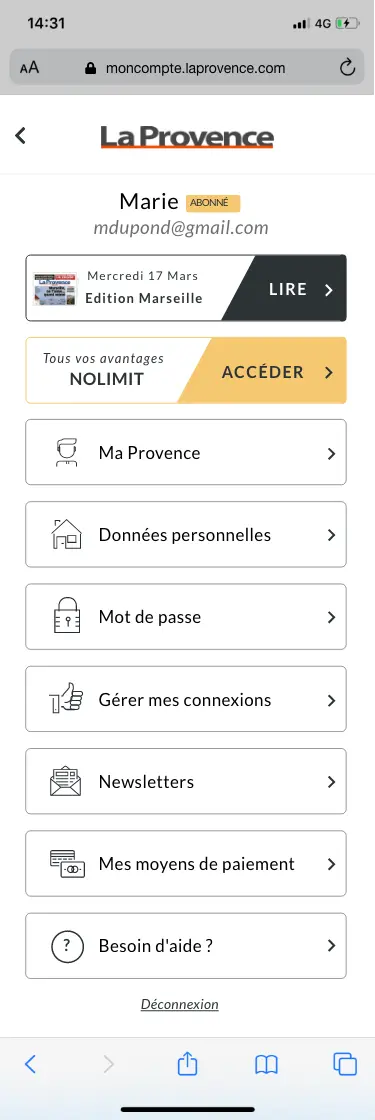 14:31
4G
AA
moncompte.laprovence.com
La Provence
Marie
ABONNÉ
mdupond@gmail.com
Mercredi 17 Mars
Edition Marseille
LIRE
Tous vos avantages
NOLIMIT
ACCÉDER
Ma Provence
Données personnelles
Mot de passe
Gérer mes connexions
Newsletters
Mes moyens de paiement
?
Besoin d'aide ?
Déconnexion